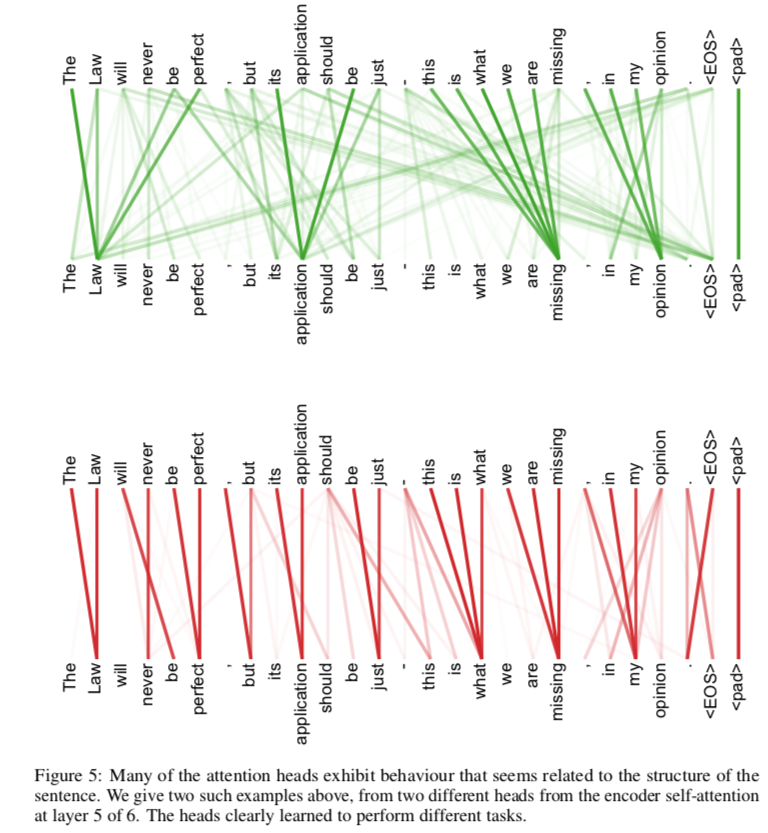 The Law will never be perfect , but its application should be just - this is what we are missing , in my opinion . <EOS> <pad>
The Law will never be perfect , but its application should be just - this is what we are missing , in my opinion . <EOS> <pad>
The Law will never be perfect , but its application should be just - this is what we are missing , in my opinion . <EOS> <pad>
The Law will never be perfect , but its application should be just - this is what we are missing , in my opinion . <EOS> <pad>
Figure 5: Many of the attention heads exhibit behaviour that seems related to the structure of the
sentence. We give two such examples above, from two different heads from the encoder self-attention
at layer 5 of 6. The heads clearly learned to perform different tasks.